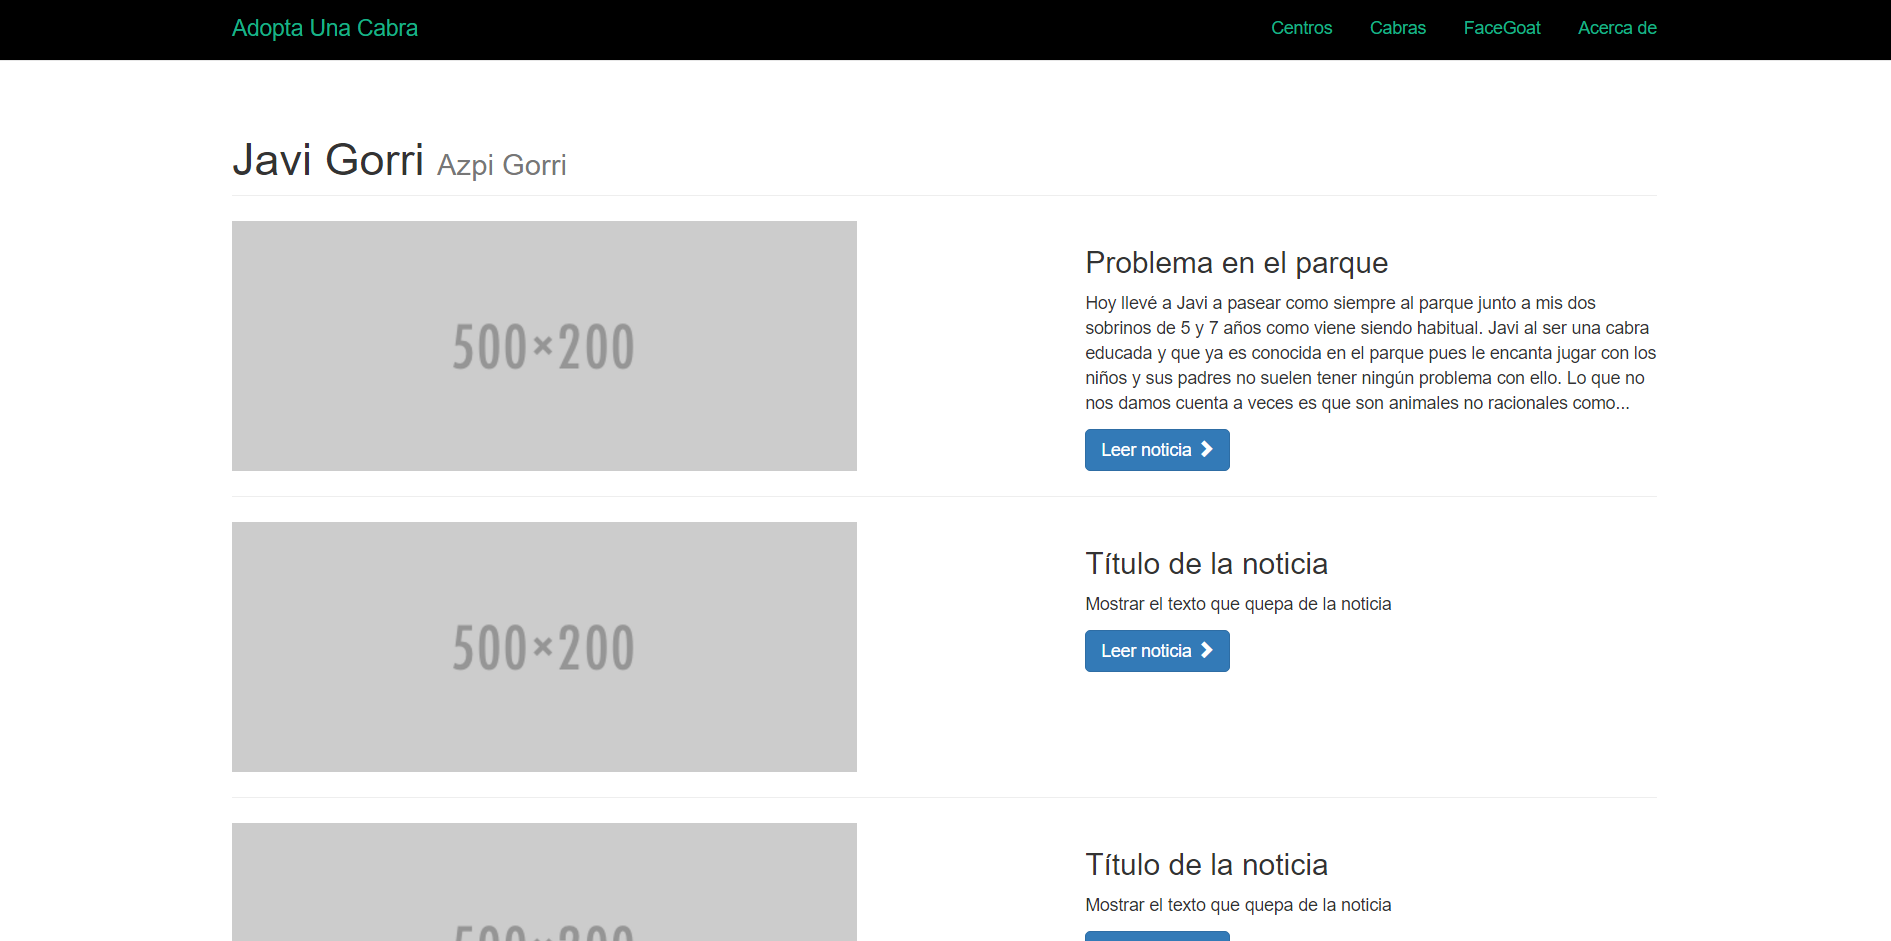 Adopta Una Cabra
Centros
Cabras
FaceGoat
Acerca de
Javi Gorri Azpi Gorri
500×200
Problema en el parque
Hoy llevé a Javi a pasear como siempre al parque junto a mis dos
sobrinos de 5 y 7 años como viene siendo habitual. Javi al ser una cabra
educada y que ya es conocida en el parque pues le encanta jugar con los
niños y sus padres no suelen tener ningún problema con ello. Lo que no
nos damos cuenta a veces es que son animales no racionales como...
Leer noticia
500×200
Título de la noticia
Mostrar el texto que quepa de la noticia
Leer noticia
500×200
Título de la noticia
Mostrar el texto que quepa de la noticia